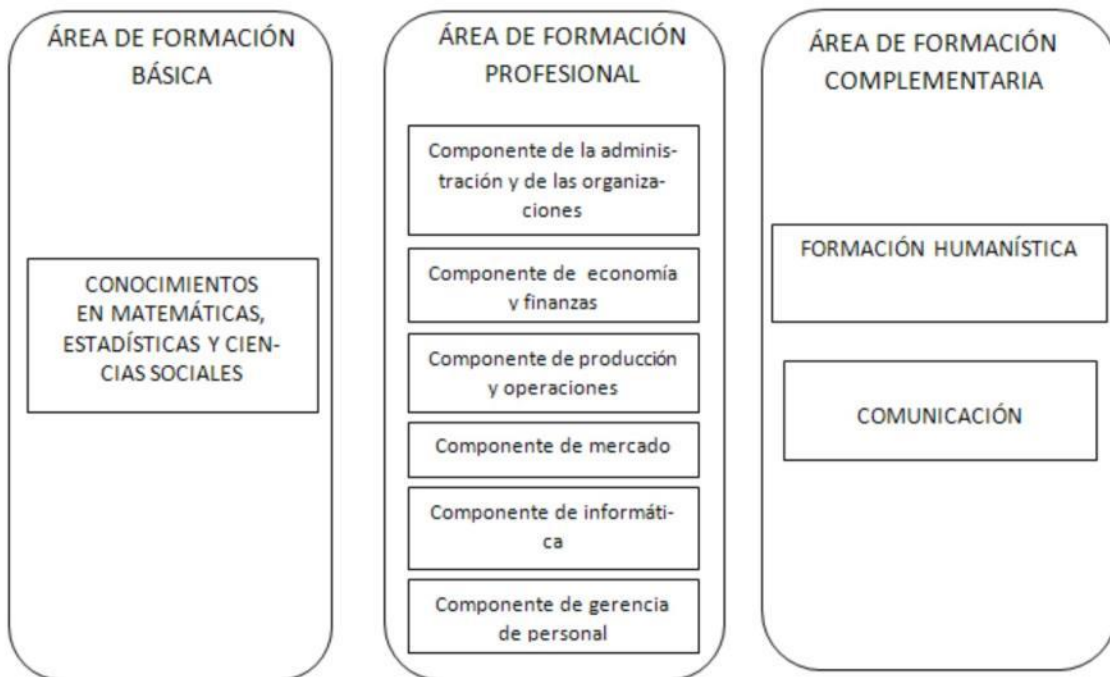 ÁREA DE FORMACIÓN
BÁSICA
CONOCIMIENTOS
EN MATEMÁTICAS,
ESTADÍSTICAS Y CIEN-
CIAS SOCIALES
ÁREA DE FORMACIÓN
PROFESIONAL
Componente de la adminis-
tración y de las organiza-
ciones
Componente de economía
y finanzas
Componente de producción
y operaciones
Componente de mercado
Componente de informáti-
ca
Componente de gerencia
de personal
ÁREA DE FORMACIÓN
COMPLEMENTARIA
FORMACIÓN HUMANÍSTICA
COMUNICACIÓN